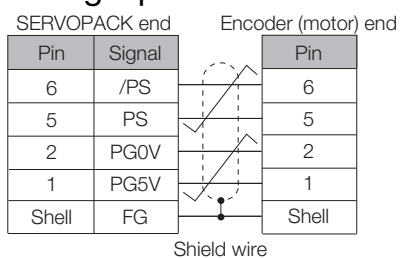 SERVOPACK end Encoder (motor) end
Pin Signal Pin
6 /PS 6
5 PS 5
2 PG0V 2
1 PG5V 1
Shell FG Shell
Shield wire